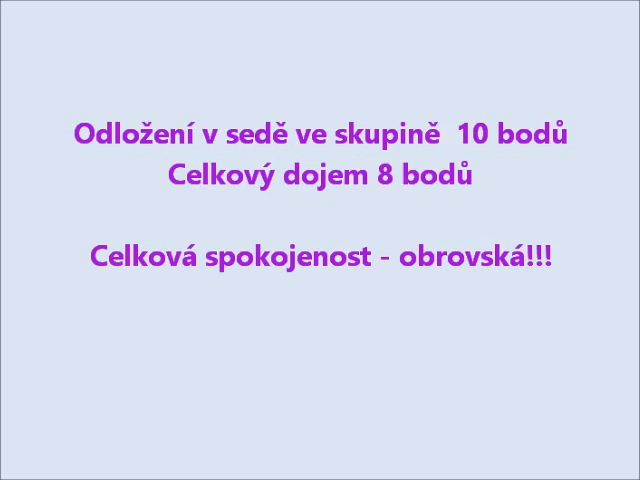 Odložení v sedě ve skupině  10 bodů
Celkový dojem 8 bodů
Celková spokojenost - obrovská!!!